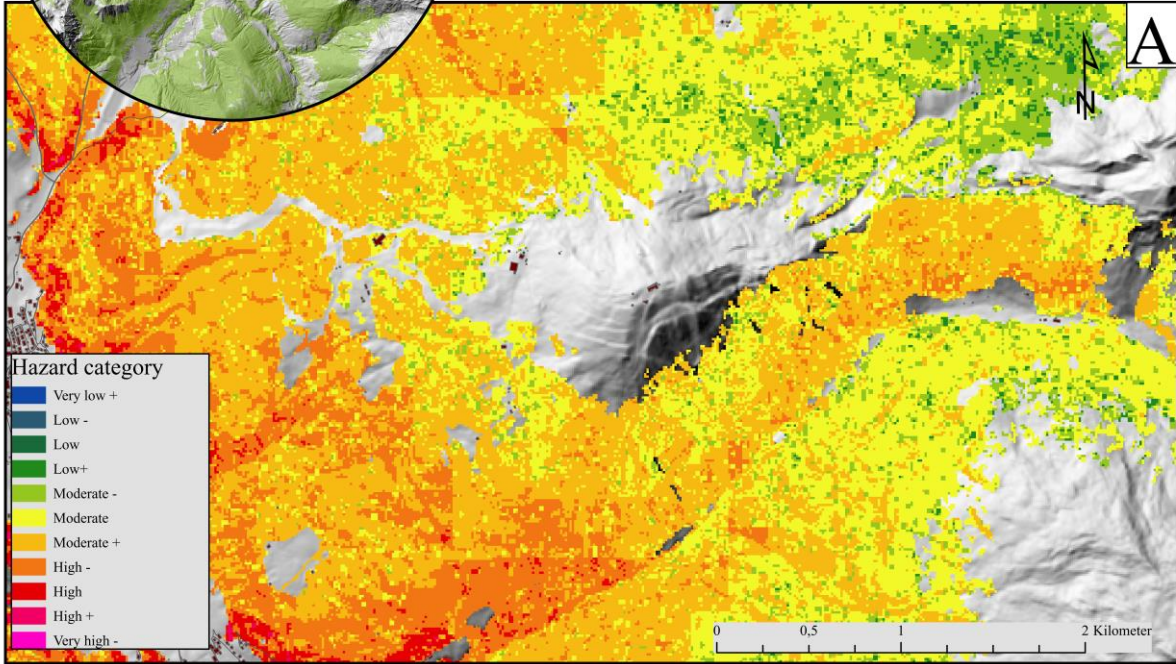 A
N
Hazard category
Very low +
Low -
Low
Low+
Moderate -
Moderate
Moderate +
High -
High
High +
Very high -
0 0,5 1 2 Kilometer